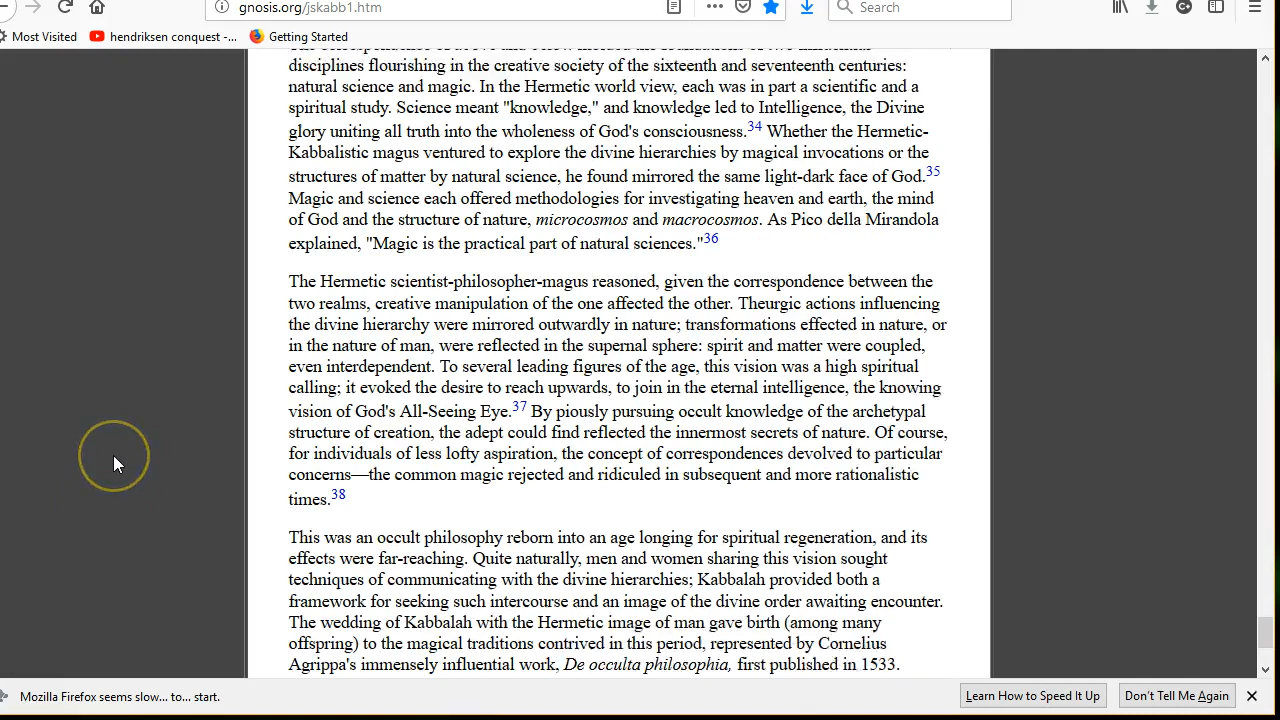 gnosis.org/jskabb1.htm
Search
Most Visited
hendriksen conquest -...
Getting Started
disciplines flourishing in the creative society of the sixteenth and seventeenth centuries:
natural science and magic. In the Hermetic world view, each was in part a scientific and a
spiritual study. Science meant "knowledge," and knowledge led to Intelligence, the Divine
glory uniting all truth into the wholeness of God's consciousness.34 Whether the Hermetic-
Kabbalistic magus ventured to explore the divine hierarchies by magical invocations or the
structures of matter by natural science, he found mirrored the same light-dark face of God.35
Magic and science each offered methodologies for investigating heaven and earth, the mind
of God and the structure of nature, microcosmos and macrocosmos. As Pico della Mirandola
explained, "Magic is the practical part of natural sciences."36
The Hermetic scientist-philosopher-magus reasoned, given the correspondence between the
two realms, creative manipulation of the one affected the other. Theurgic actions influencing
the divine hierarchy were mirrored outwardly in nature; transformations effected in nature, or
in the nature of man, were reflected in the supernal sphere: spirit and matter were coupled,
even interdependent. To several leading figures of the age, this vision was a high spiritual
calling; it evoked the desire to reach upwards, to join in the eternal intelligence, the knowing
vision of God's All-Seeing Eye.37 By piously pursuing occult knowledge of the archetypal
structure of creation, the adept could find reflected the innermost secrets of nature. Of course,
for individuals of less lofty aspiration, the concept of correspondences devolved to particular
concerns—the common magic rejected and ridiculed in subsequent and more rationalistic
times.38
This was an occult philosophy reborn into an age longing for spiritual regeneration, and its
effects were far-reaching. Quite naturally, men and women sharing this vision sought
techniques of communicating with the divine hierarchies; Kabbalah provided both a
framework for seeking such intercourse and an image of the divine order awaiting encounter.
The wedding of Kabbalah with the Hermetic image of man gave birth (among many
offspring) to the magical traditions contrived in this period, represented by Cornelius
Agrippa's immensely influential work, De occulta philosophia, first published in 1533.
Mozilla Firefox seems slow... to... start.
Learn How to Speed It Up
Don't Tell Me Again